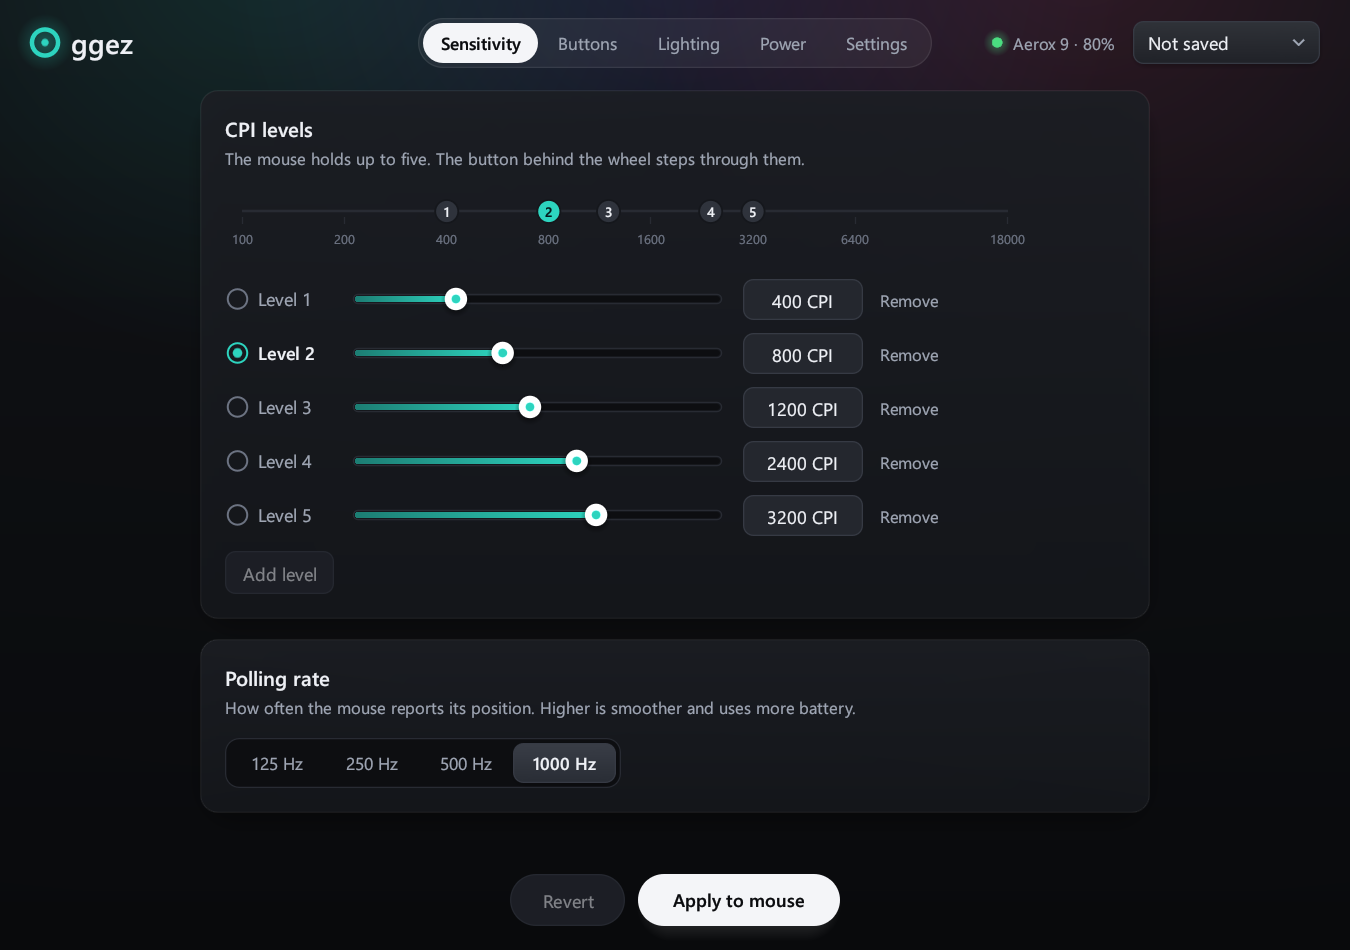 ggez
Sensitivity Buttons Lighting Power Settings
Aerox 9 · 80%
Not saved
CPI levels
The mouse holds up to five. The button behind the wheel steps through them.
1 2 3 4 5
100 200 400 800 1600 3200 6400 18000
Level 1 400 CPI Remove
Level 2 800 CPI Remove
Level 3 1200 CPI Remove
Level 4 2400 CPI Remove
Level 5 3200 CPI Remove
Add level
Polling rate
How often the mouse reports its position. Higher is smoother and uses more battery.
125 Hz 250 Hz 500 Hz 1000 Hz
Revert Apply to mouse